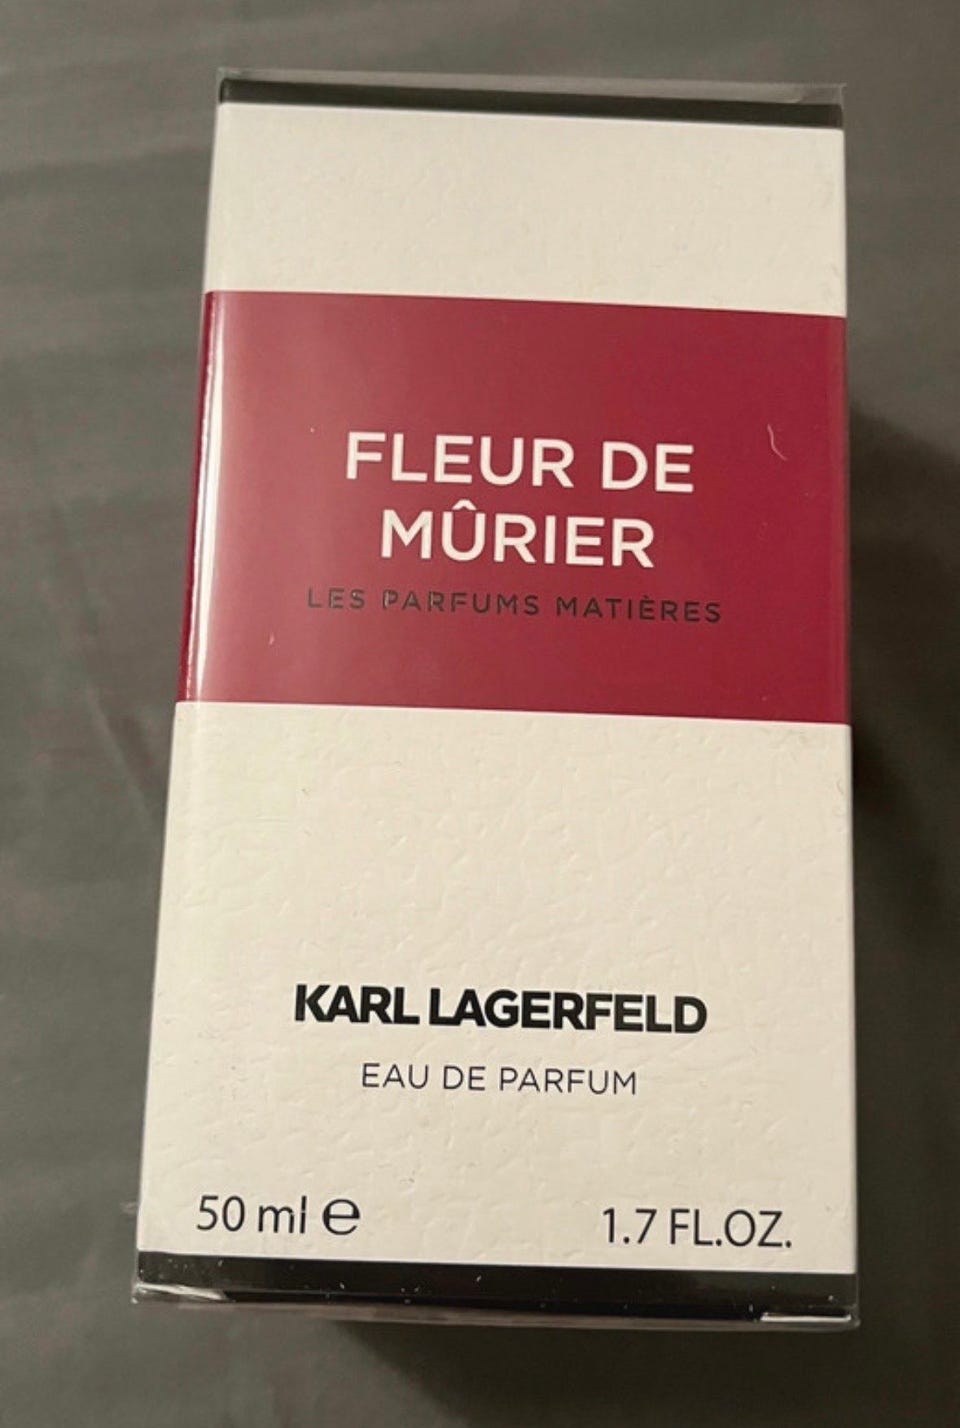 FLEUR DE
MÛRIER
LES PARFUMS MATIÈRES
KARL LAGERFELD
EAU DE PARFUM
50 ml ℮ 1.7 FL.OZ.